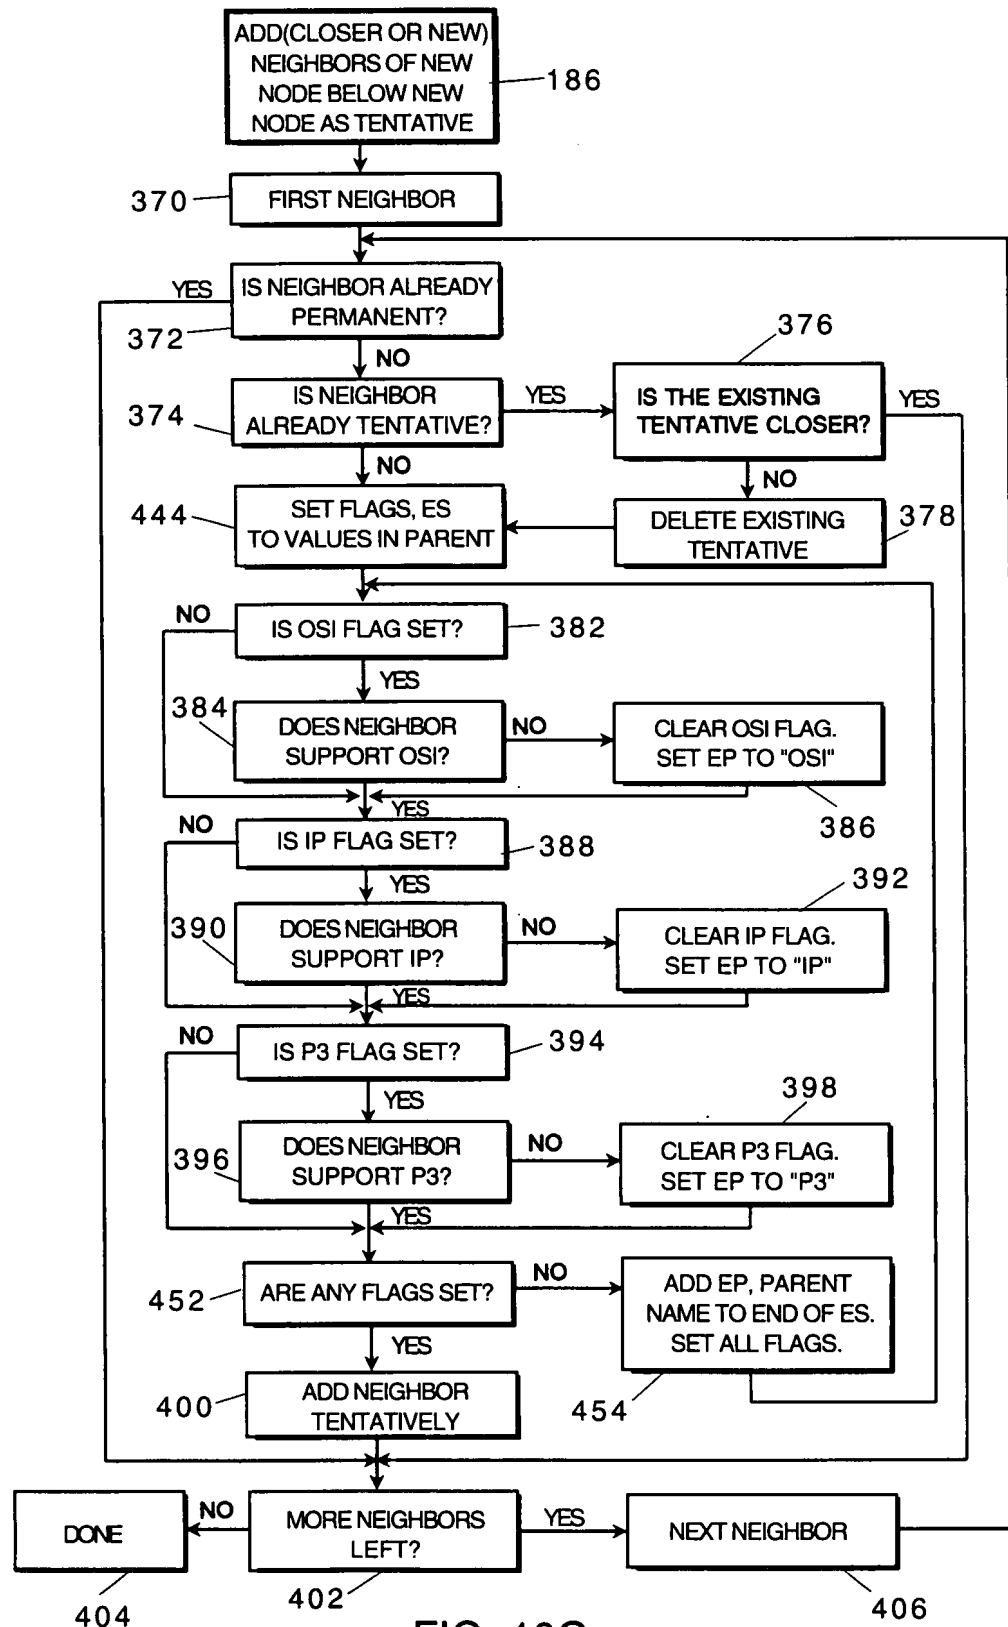 ADD(CLOSER OR NEW)
NEIGHBORS OF NEW
NODE BELOW NEW
NODE AS TENTATIVE
186
370
FIRST NEIGHBOR
YES
IS NEIGHBOR ALREADY
PERMANENT?
372
NO
376
IS NEIGHBOR
ALREADY TENTATIVE?
374
YES
IS THE EXISTING
TENTATIVE CLOSER?
YES
NO
NO
444
SET FLAGS, ES
TO VALUES IN PARENT
DELETE EXISTING
TENTATIVE
378
NO
IS OSI FLAG SET?
382
YES
384
DOES NEIGHBOR
SUPPORT OSI?
NO
CLEAR OSI FLAG.
SET EP TO "OSI"
386
YES
NO
IS IP FLAG SET?
388
YES
392
390
DOES NEIGHBOR
SUPPORT IP?
NO
CLEAR IP FLAG.
SET EP TO "IP"
YES
NO
IS P3 FLAG SET?
394
YES
398
396
DOES NEIGHBOR
SUPPORT P3?
NO
CLEAR P3 FLAG.
SET EP TO "P3"
YES
452
ARE ANY FLAGS SET?
NO
ADD EP, PARENT
NAME TO END OF ES.
SET ALL FLAGS.
454
YES
400
ADD NEIGHBOR
TENTATIVELY
DONE
404
NO
MORE NEIGHBORS
LEFT?
402
YES
NEXT NEIGHBOR
406